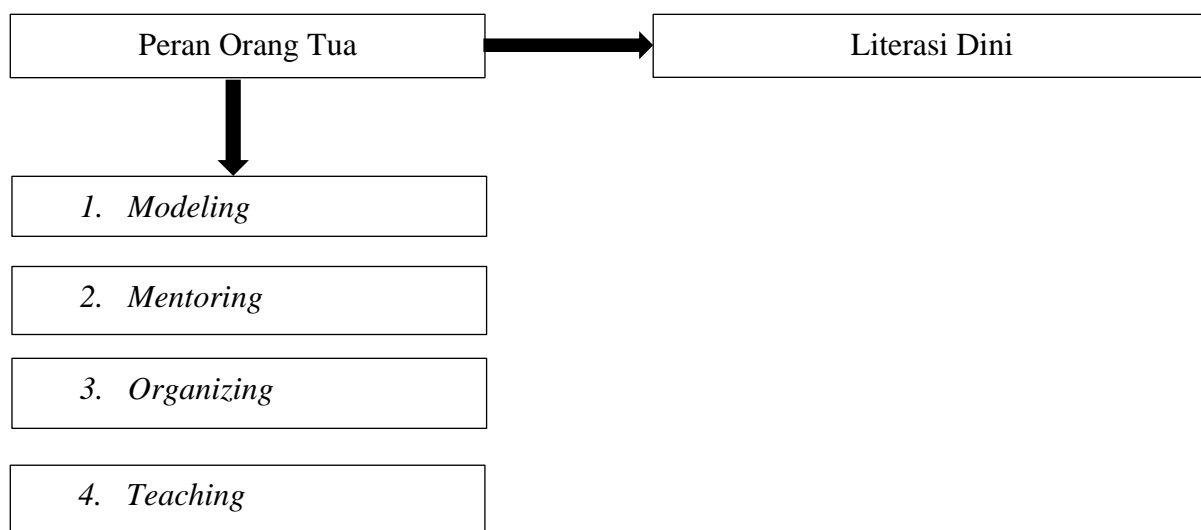 Peran Orang Tua
Literasi Dini
1. Modeling
2. Mentoring
3. Organizing
4. Teaching